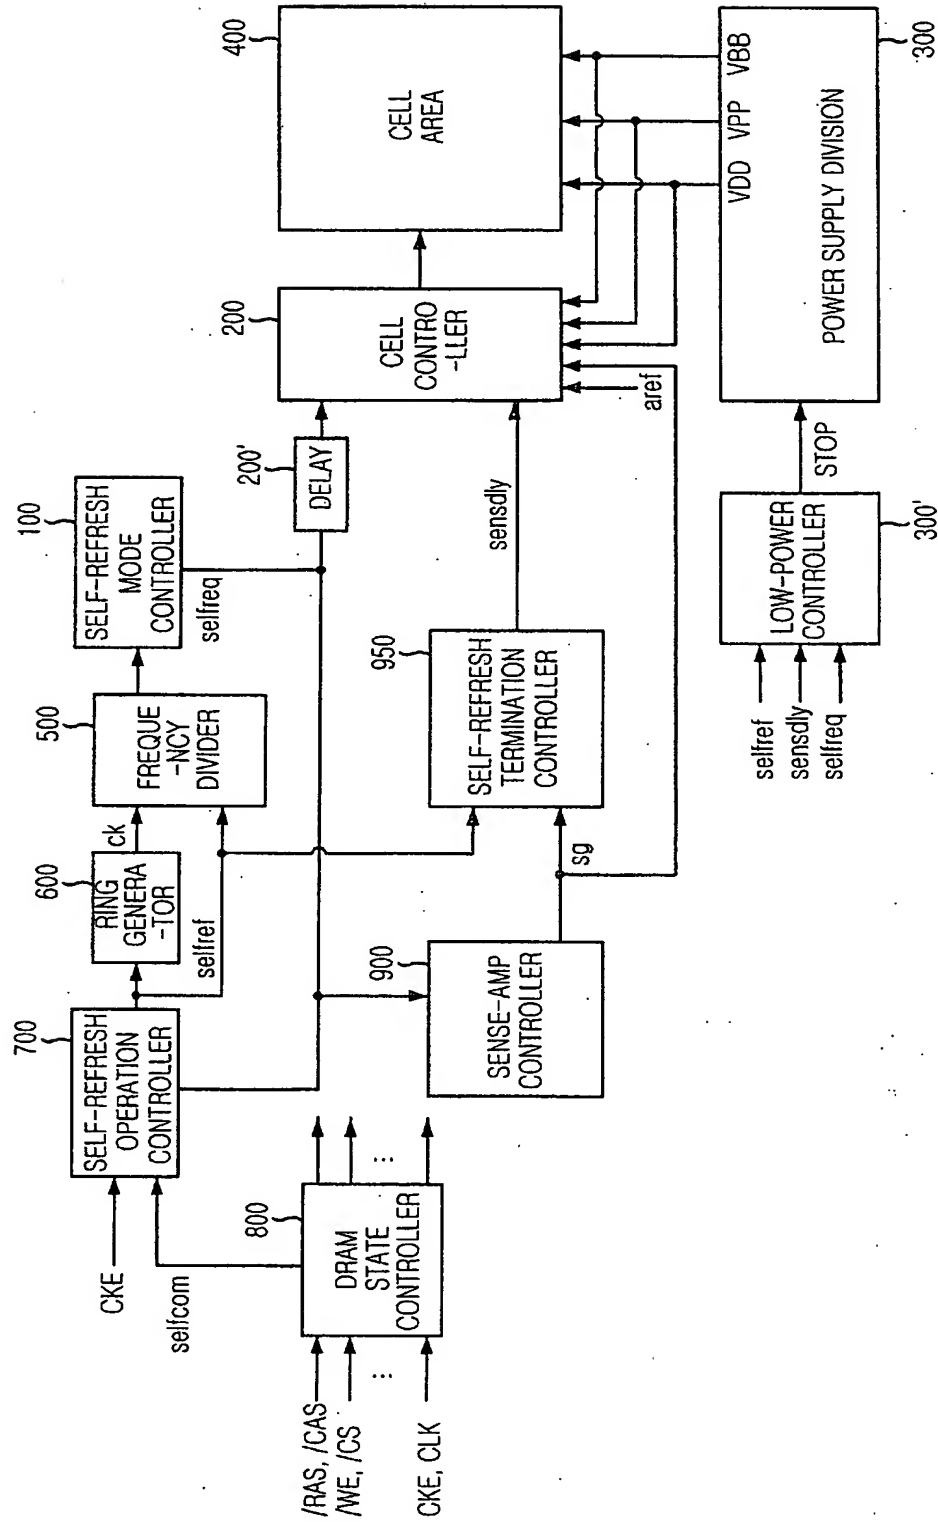 400
CELL
AREA
200
CELL
CONTRO
-LLER
aref
200'
DELAY
100
SELF-REFRESH
MODE
CONTROLLER
selfreq
500
FREQUE
-NCY
DIVIDER
ck
600
RING
GENERA
-TOR
selfref
700
SELF-REFRESH
OPERATION
CONTROLLER
CKE
selfcom
800
DRAM
STATE
CONTROLLER
...
/RAS, /CAS
/WE, /CS
...
CKE, CLK
900
SENSE-AMP
CONTROLLER
sg
950
SELF-REFRESH
TERMINATION
CONTROLLER
sensdly
300
VDD
VPP
VBB
POWER SUPPLY DIVISION
STOP
300'
LOW-POWER
CONTROLLER
selfref
sensdly
selfreq